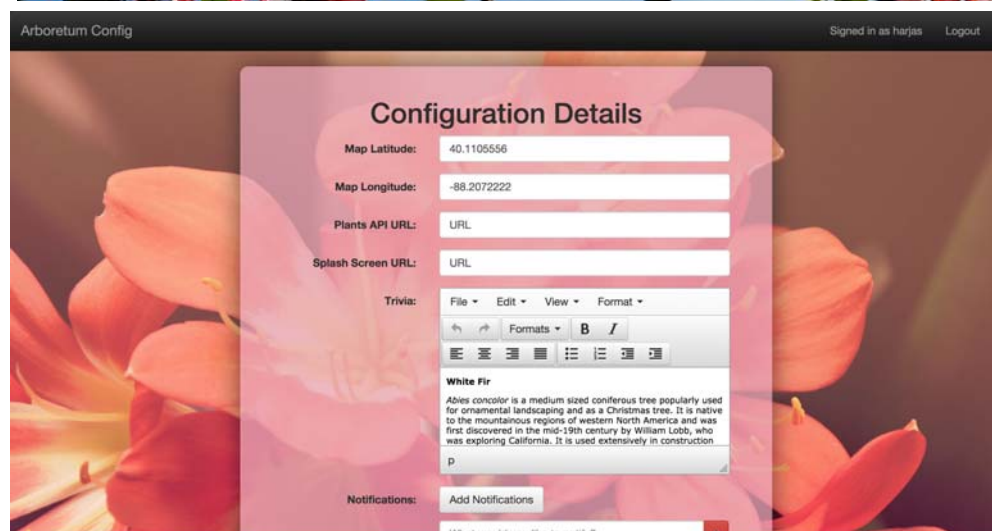 Arboretum Config
Signed in as harjas Logout
Configuration Details
Map Latitude: 40.1105556
Map Longitude: -88.2072222
Plants API URL: URL
Splash Screen URL: URL
Trivia: File Edit View Format
Formats B I
White Fir
Abies concolor is a medium sized coniferous tree popularly used
for ornamental landscaping and as a Christmas tree. It is native
to the mountainous regions of western North America and was
first discovered in the mid-19th century by William Lobb, who
was exploring California. It is used extensively in construction
p
Notifications: Add Notifications